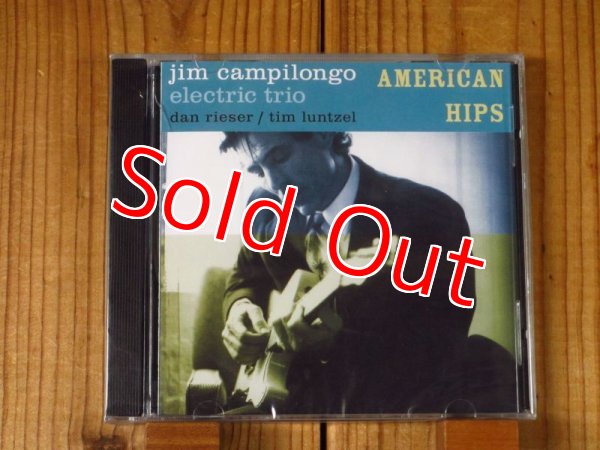 jim campilongo
electric trio
dan rieser / tim luntzel
AMERICAN
HIPS
Sold Out